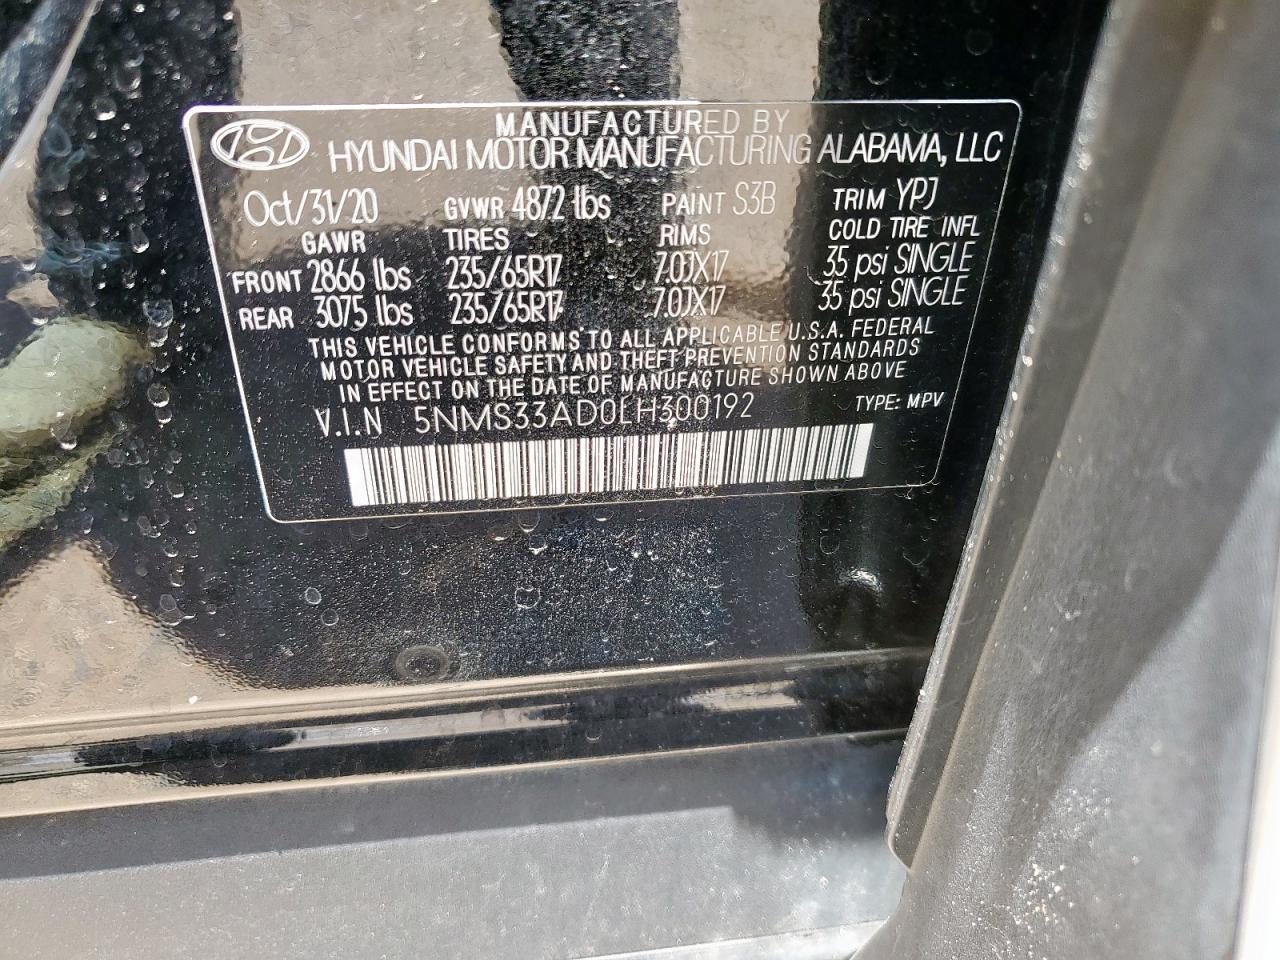 MANUFACTURED BY
HYUNDAI MOTOR MANUFACTURING ALABAMA, LLC
Oct/31/20 GVWR 4872 lbs PAINT S3B TRIM YPJ
GAWR TIRES RIMS COLD TIRE INFL
FRONT 2866 lbs 235/65R17 7.0JX17 35 psi SINGLE
REAR 3075 lbs 235/65R17 7.0JX17 35 psi SINGLE
THIS VEHICLE CONFORMS TO ALL APPLICABLE U.S.A. FEDERAL
MOTOR VEHICLE SAFETY AND THEFT PREVENTION STANDARDS
IN EFFECT ON THE DATE OF MANUFACTURE SHOWN ABOVE
V.I.N 5NMS33AD0LH300192 TYPE: MPV